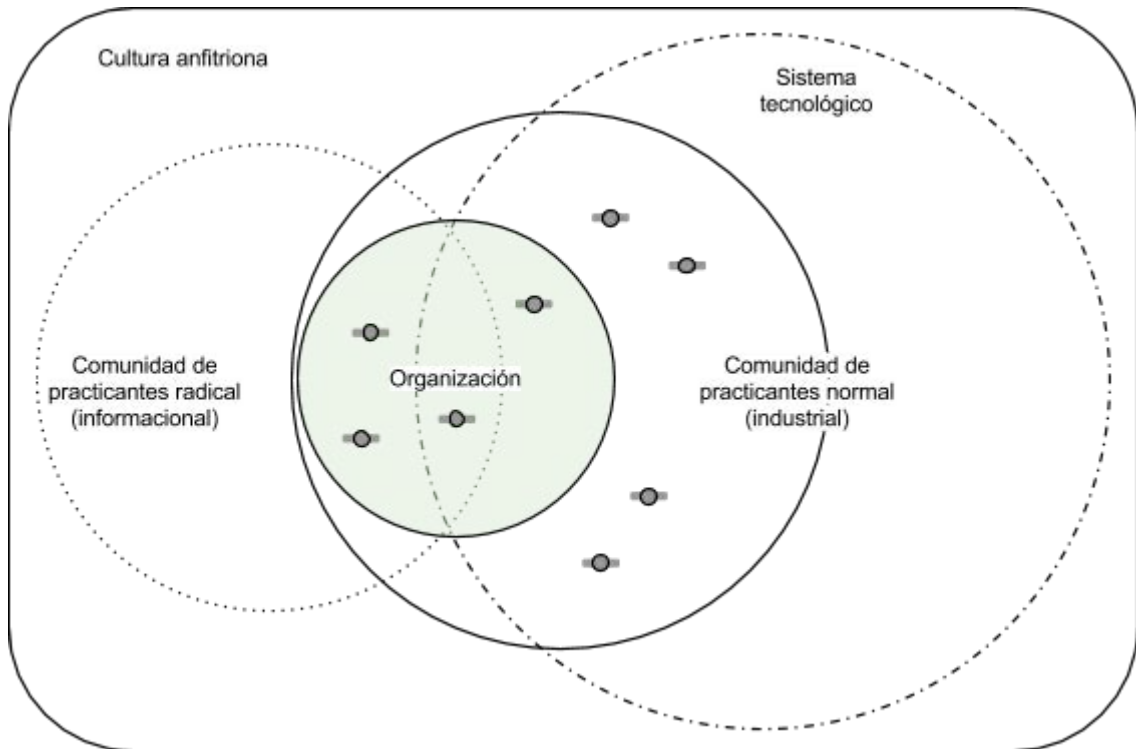 Cultura anfitriona
Sistema
tecnológico
Comunidad de
practicantes radical
(informacional)
Organización
Comunidad de
practicantes normal
(industrial)